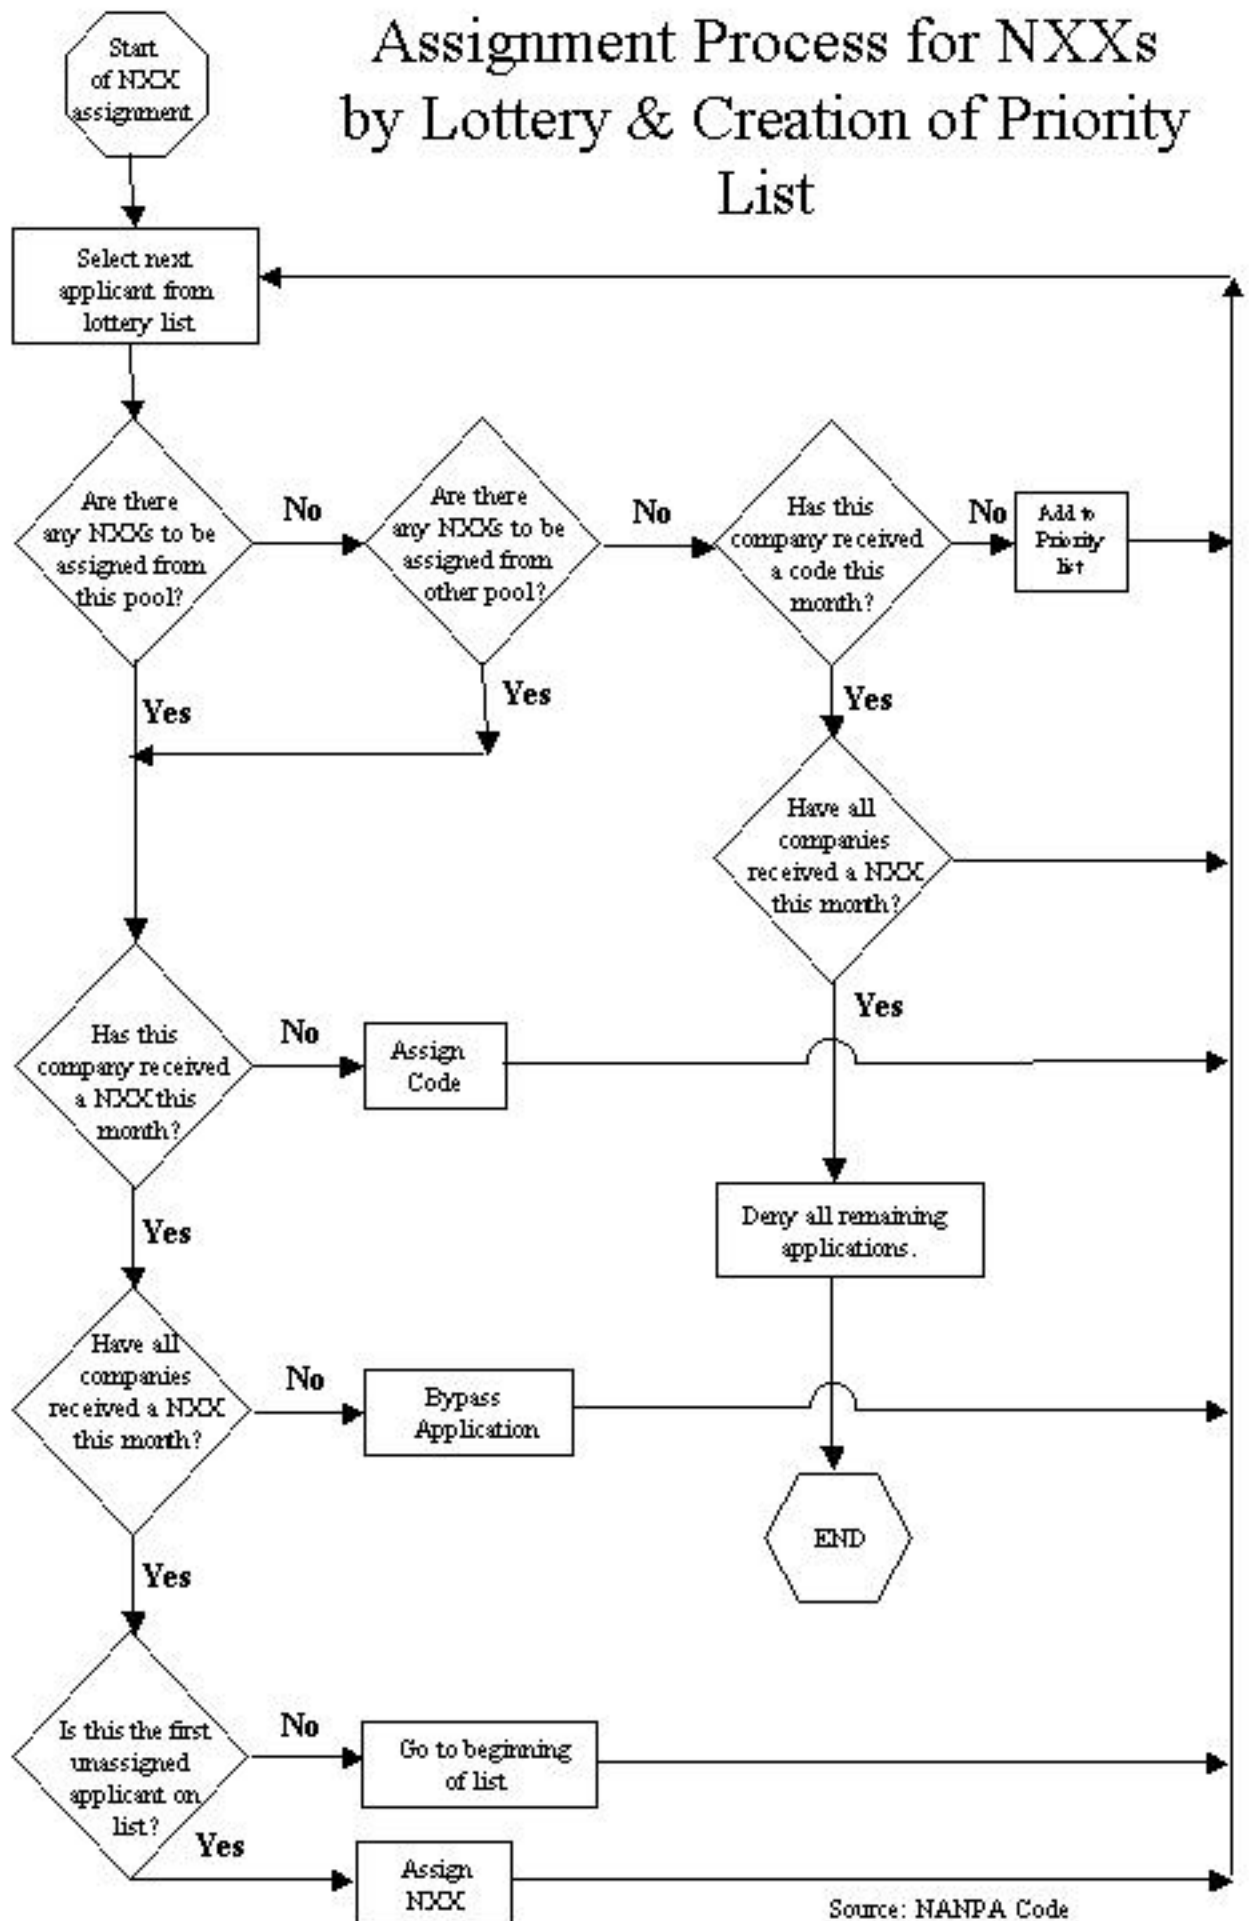 Assignment Process for NXXs
by Lottery & Creation of Priority
List
Start
of NXX
assignment
Select next
applicant from
lottery list
Are there
any NXXs to be
assigned from
this pool?
No
Are there
any NXXs to be
assigned from
other pool?
No
Has this
company received
a code this
month?
No
Add to
Priority
list
Yes
Yes
Yes
Have all
companies
received a NXX
this month?
Yes
Has this
company received
a NXX this
month?
No
Assign
Code
Deny all remaining
applications.
Yes
Have all
companies
received a NXX
this month?
No
Bypass
Application
END
Yes
Is this the first
unassigned
applicant on
list?
No
Go to beginning
of list
Yes
Assign
NXX
Source: NANPA Code